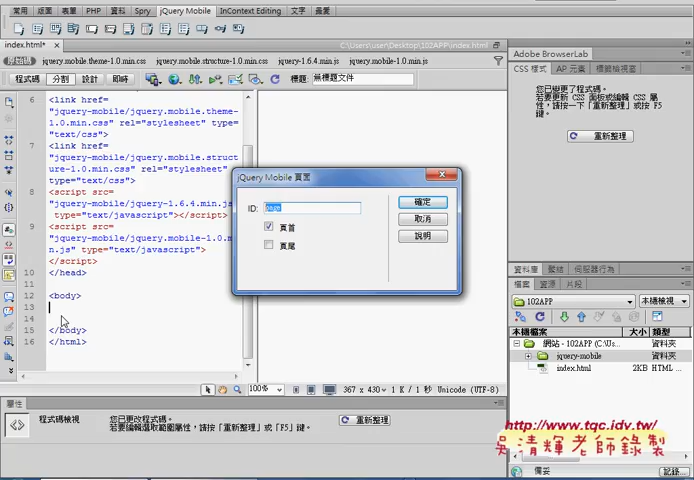 常用 版面 表單 PHP 資料 Spry jQuery Mobile InContext Editing 文字 最愛
index.html* ×
C:\Users\user\Desktop\102APP\index.html
原始碼 jquery.mobile.theme-1.0.min.css jquery.mobile.structure-1.0.min.css jquery-1.6.4.min.js jquery.mobile-1.0.min.js
程式碼 分割 設計 即時 標題: 無標題文件
6 <link href=
"jquery-mobile/jquery.mobile.theme-
1.0.min.css" rel="stylesheet" type=
"text/css">
7 <link href=
"jquery-mobile/jquery.mobile.struct
ure-1.0.min.css" rel="stylesheet"
type="text/css">
8 <script src=
"jquery-mobile/jquery-1.6.4.min.js"
type="text/javascript"></script>
9 <script src=
"jquery-mobile/jquery.mobile-1.0.mi
n.js" type="text/javascript">
</script>
10 </head>
11
12 <body>
13
14
15 </body>
16 </html>
jQuery Mobile 頁面
ID: page
頁首
頁尾
確定
取消
說明
100% 367 x 430 1 K / 1 秒 Unicode (UTF-8)
屬性
程式碼檢視
您已更改程式碼。
若要編輯選取範圍屬性，請按「重新整理」或「F5」鍵。
重新整理
Adobe BrowserLab
CSS 樣式 AP 元素 標籤檢視窗
您已變更了程式碼。
若要更新 CSS 面板或編輯 CSS 屬
性，請按一下「重新整理」或按 F5
鍵。
重新整理
資料庫 繫結 伺服器行為
檔案 資源 片段
102APP 本機檢視
本機檔案 大小 類型
網站 - 102APP (C:\Us... 資料夾
jquery-mobile 資料夾
index.html 2KB HTML
http://www.tqc.idv.tw/
吳清輝老師錄製
備妥 記錄...